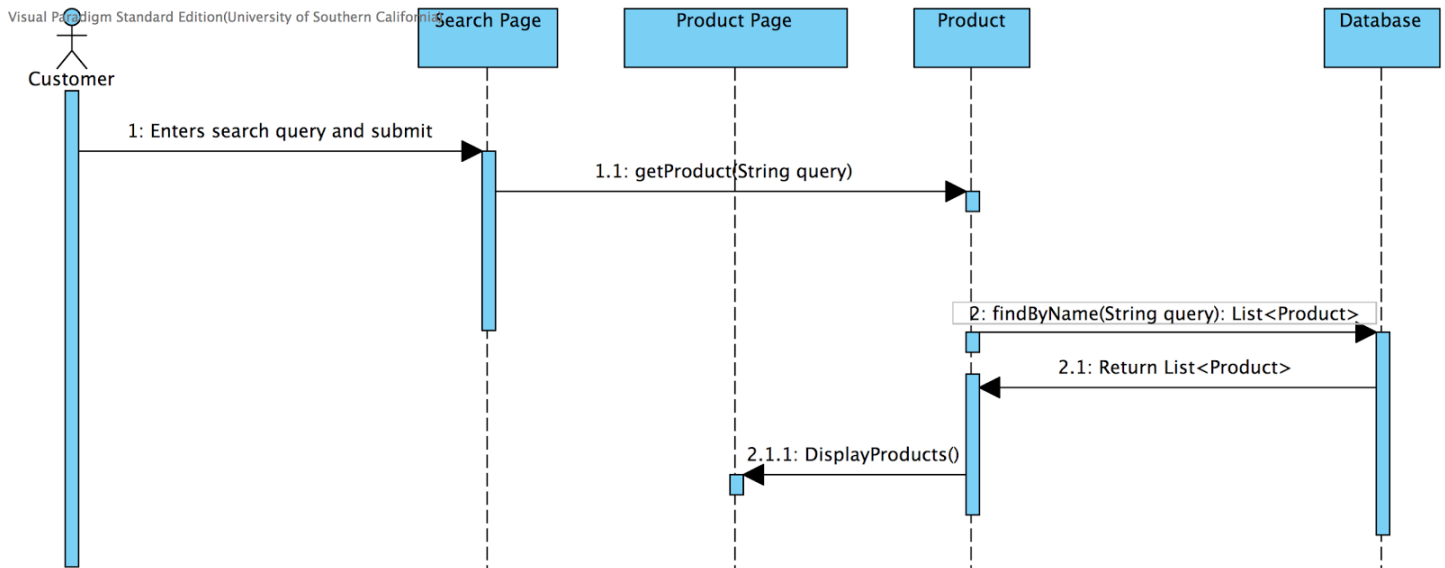 Visual Paradigm Standard Edition(University of Southern California)
Search Page
Product Page
Product
Database
Customer
1: Enters search query and submit
1.1: getProduct(String query)
2: findByName(String query): List<Product>
2.1: Return List<Product>
2.1.1: DisplayProducts()